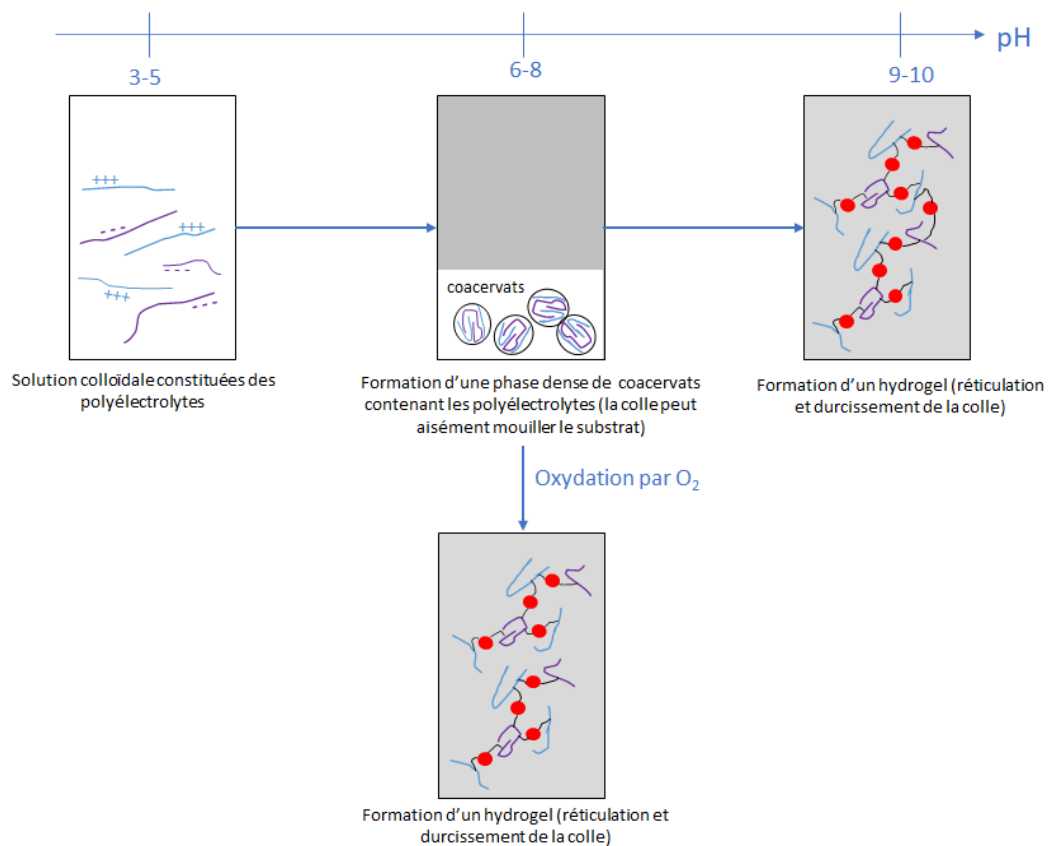 pH
3-5
6-8
9-10
+++
+++
+++
- - -
- - -
- - -
coacervats
Solution colloïdale constituées des
polyélectrolytes
Formation d'une phase dense de coacervats
contenant les polyélectrolytes (la colle peut
aisément mouiller le substrat)
Formation d'un hydrogel (réticulation
et durcissement de la colle)
Oxydation par O₂
Formation d'un hydrogel (réticulation et
durcissement de la colle)